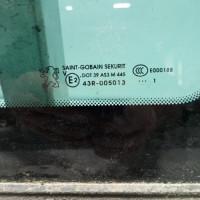 SAINT-GOBAIN SEKURIT
V DOT 39 AS3 M 445
E2 43R-005013
CCC E000188
... 1